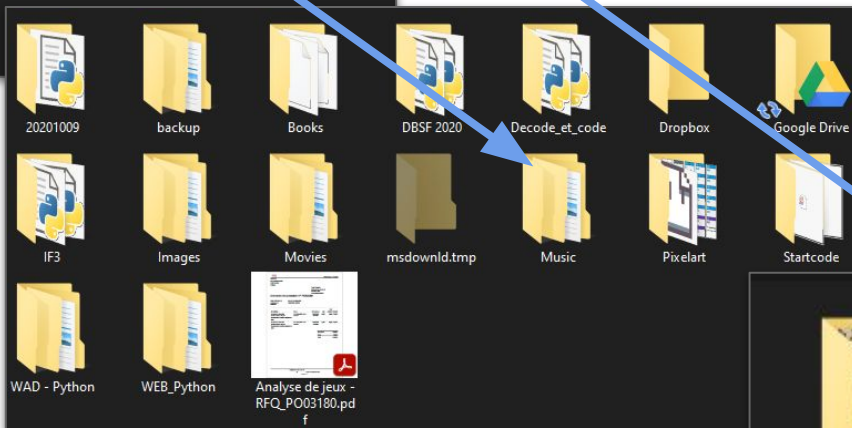 20201009
backup
Books
DBSF 2020
Decode_et_code
Dropbox
Google Drive
IF3
Images
Movies
msdownld.tmp
Music
Pixelart
Startcode
WAD - Python
WEB_Python
Analyse de jeux -
RFQ_PO03180.pd
f